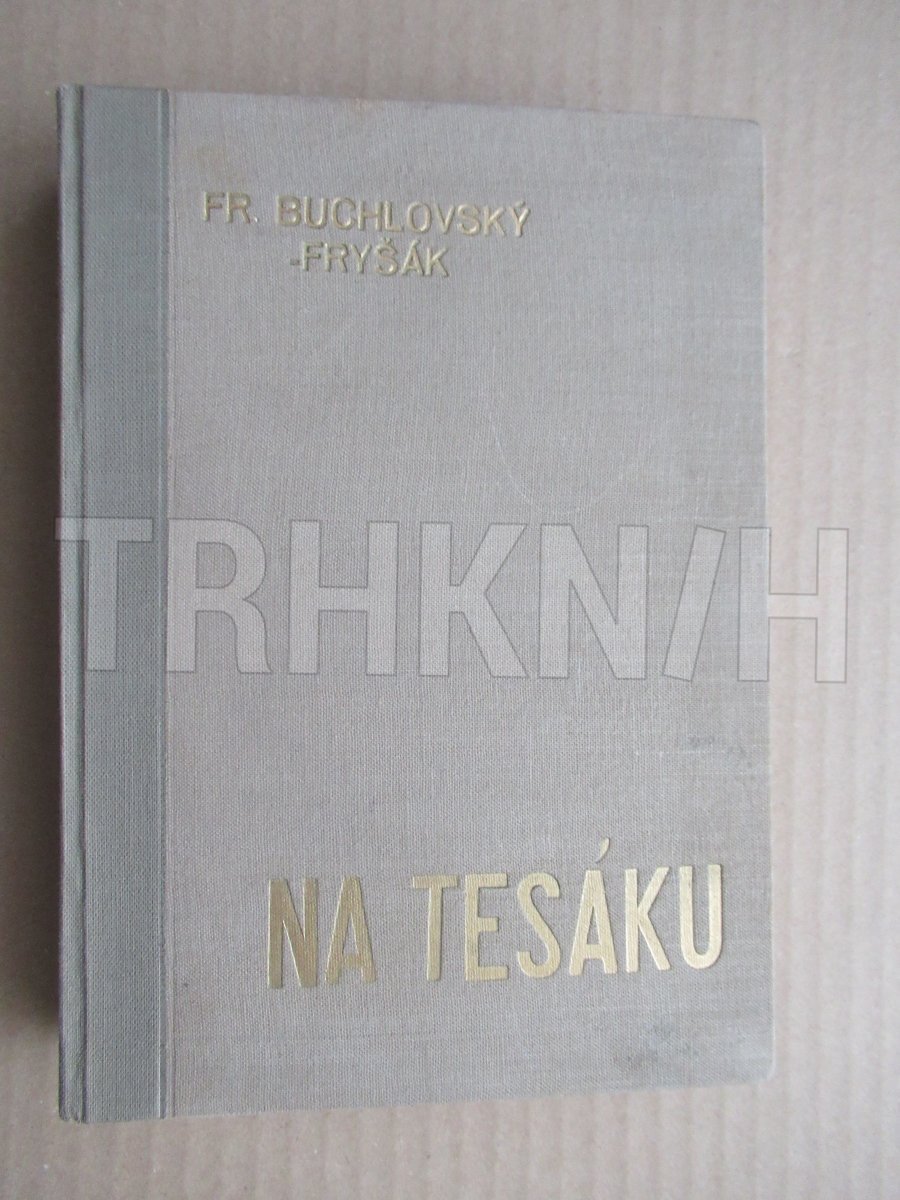 FR. BUCHLOVSKÝ
-FRYŠÁK
TRHKNIH
NA TESÁKU